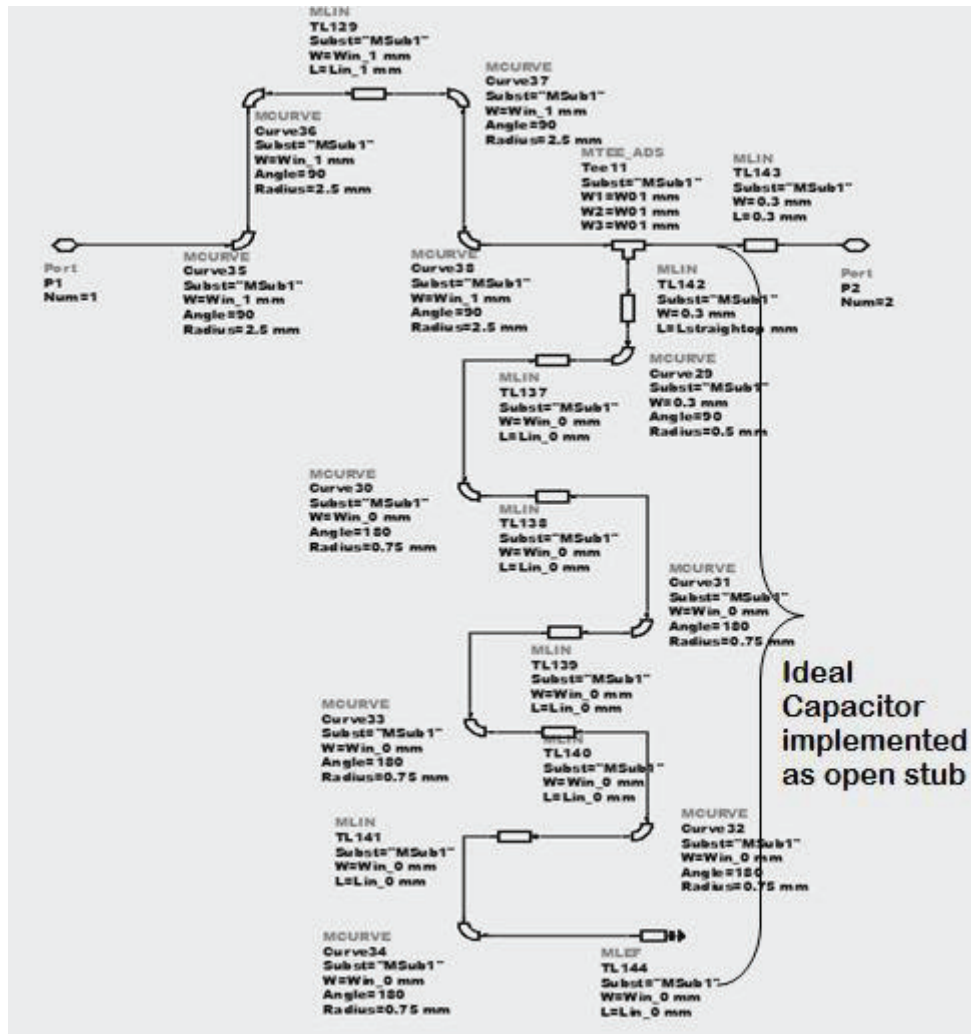 MLIN
TL129
Subst="MSub1"
W=Win_1 mm
L=Lin_1 mm
MCURVE
Curve37
Subst="MSub1"
W=Win_1 mm
Angle=90
Radius=2.5 mm
MCURVE
Curve36
Subst="MSub1"
W=Win_1 mm
Angle=90
Radius=2.5 mm
MTEE_ADS
Tee11
Subst="MSub1"
W1=W01 mm
W2=W01 mm
W3=W01 mm
MLIN
TL143
Subst="MSub1"
W=0.3 mm
L=0.3 mm
Port
P1
Num=1
MCURVE
Curve35
Subst="MSub1"
W=Win_1 mm
Angle=90
Radius=2.5 mm
MCURVE
Curve38
Subst="MSub1"
W=Win_1 mm
Angle=90
Radius=2.5 mm
MLIN
TL142
Subst="MSub1"
W=0.3 mm
L=Lstraightop mm
Port
P2
Num=2
MLIN
TL137
Subst="MSub1"
W=Win_0 mm
L=Lin_0 mm
MCURVE
Curve29
Subst="MSub1"
W=0.3 mm
Angle=90
Radius=0.5 mm
MCURVE
Curve30
Subst="MSub1"
W=Win_0 mm
Angle=180
Radius=0.75 mm
MLIN
TL138
Subst="MSub1"
W=Win_0 mm
L=Lin_0 mm
MCURVE
Curve31
Subst="MSub1"
W=Win_0 mm
Angle=180
Radius=0.75 mm
MLIN
TL139
Subst="MSub1"
W=Win_0 mm
L=Lin_0 mm
Ideal
Capacitor
implemented
as open stub
MCURVE
Curve33
Subst="MSub1"
W=Win_0 mm
Angle=180
Radius=0.75 mm
MLIN
TL140
Subst="MSub1"
W=Win_0 mm
L=Lin_0 mm
MLIN
TL141
Subst="MSub1"
W=Win_0 mm
L=Lin_0 mm
MCURVE
Curve32
Subst="MSub1"
W=Win_0 mm
Angle=180
Radius=0.75 mm
MCURVE
Curve34
Subst="MSub1"
W=Win_0 mm
Angle=180
Radius=0.75 mm
MLEF
TL144
Subst="MSub1"
W=Win_0 mm
L=Lin_0 mm